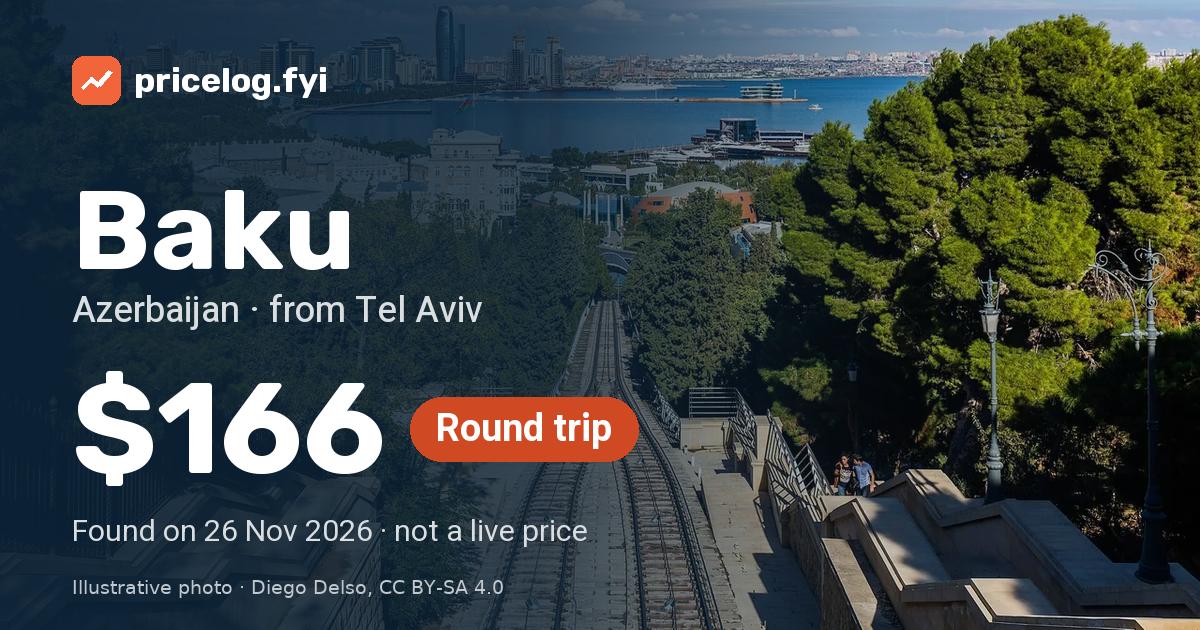 pricelog.fyi
Baku
Azerbaijan · from Tel Aviv
$166 Round trip
Found on 26 Nov 2026 · not a live price
Illustrative photo · Diego Delso, CC BY-SA 4.0